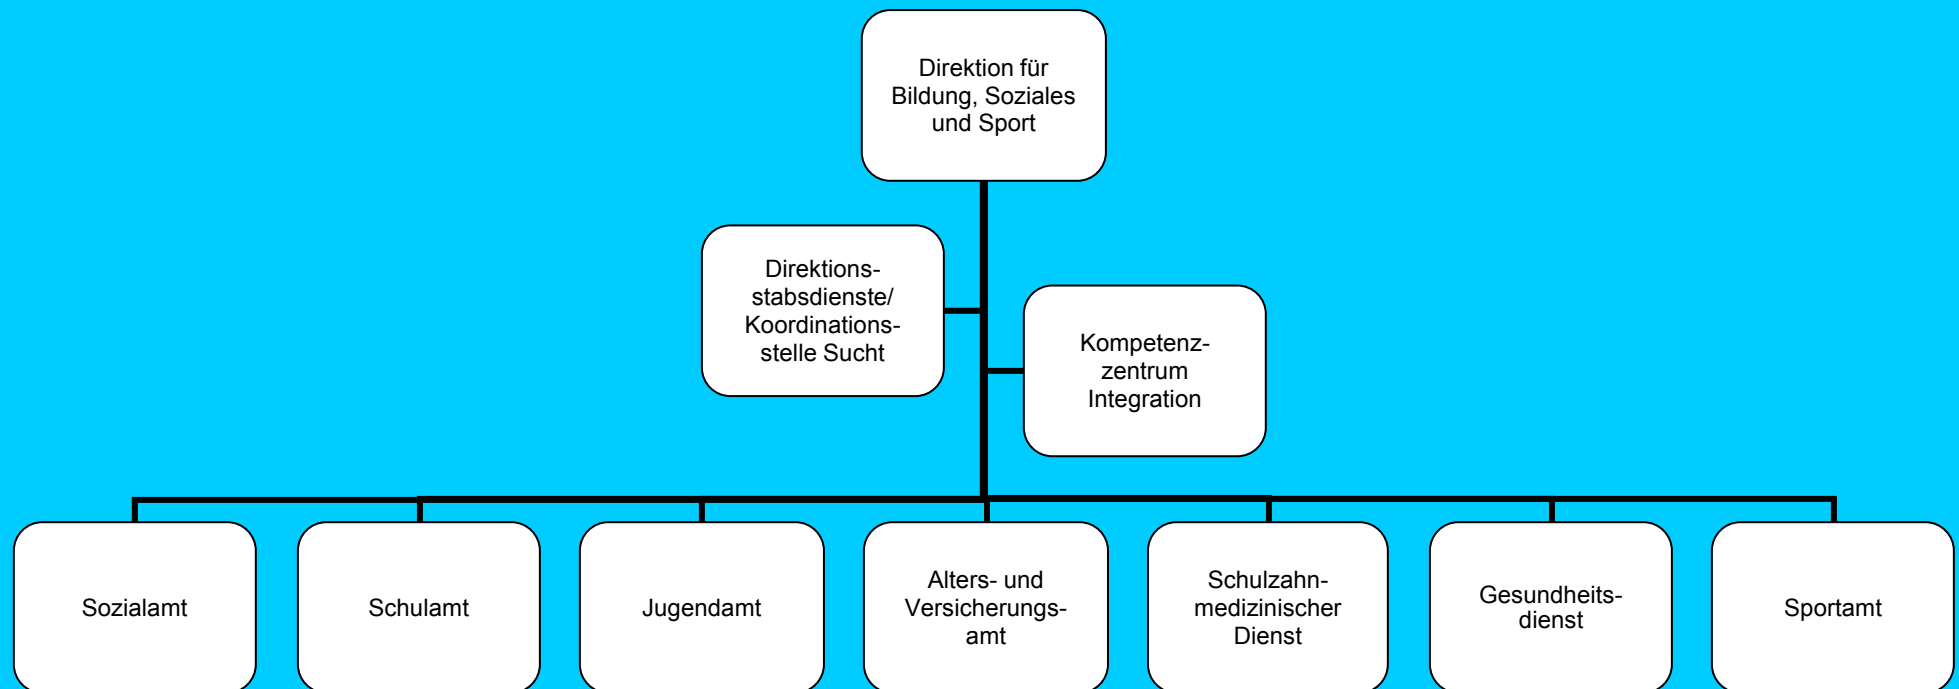 Direktion für
Bildung, Soziales
und Sport
Direktions-
stabsdienste/
Koordinations-
stelle Sucht
Kompetenz-
zentrum
Integration
Sozialamt
Schulamt
Jugendamt
Alters- und
Versicherungs-
amt
Schulzahn-
medizinischer
Dienst
Gesundheits-
dienst
Sportamt